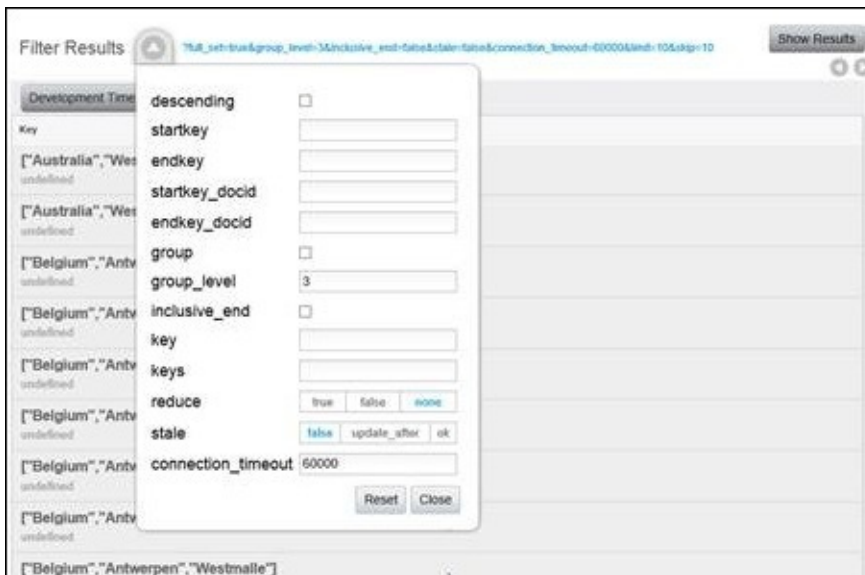 Filter Results ?full_set=true&group_level=3&inclusive_end=false&stale=false&connection_timeout=60000&limit=10&skip=10 Show Results
Development Time
Key
["Australia","Wes
undefined
["Australia","Wes
undefined
["Belgium","Antw
undefined
["Belgium","Antw
undefined
["Belgium","Antw
undefined
["Belgium","Antw
undefined
["Belgium","Antw
undefined
["Belgium","Antw
undefined
["Belgium","Antwerpen","Westmalle"]
descending
startkey
endkey
startkey_docid
endkey_docid
group
group_level 3
inclusive_end
key
keys
reduce true false none
stale false update_after ok
connection_timeout 60000
Reset Close